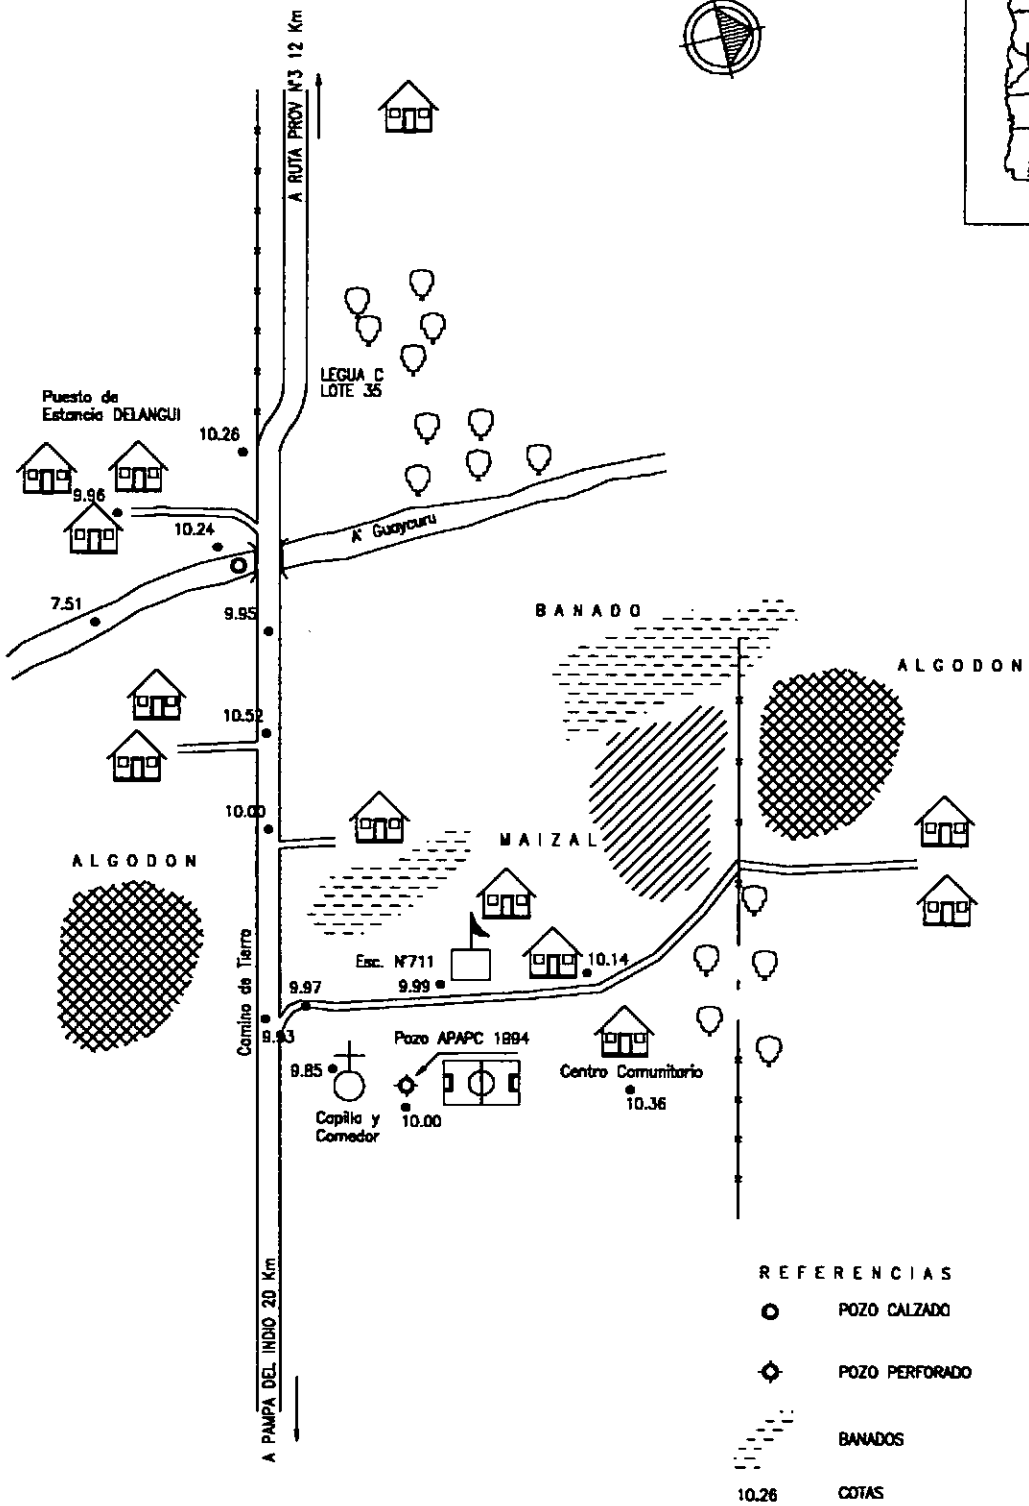 A RUTA PROV Nº3 12 Km
LEGUA C
LOTE 35
Puesto de
Estancia DELANGUI
10.26
9.96
10.24
Aº Guaycuru
7.51
9.95
BANADO
ALGODON
10.52
10.00
MAIZAL
ALGODON
Camino de Tierra
Esc. Nº711
10.14
9.99
9.97
9.93
Pozo APAPC 1994
9.85
Centro Comunitario
10.36
Capilla y
Comedor
10.00
A PAMPA DEL INDIO 20 Km
REFERENCIAS
POZO CALZADO
POZO PERFORADO
BANADOS
10.26 COTAS